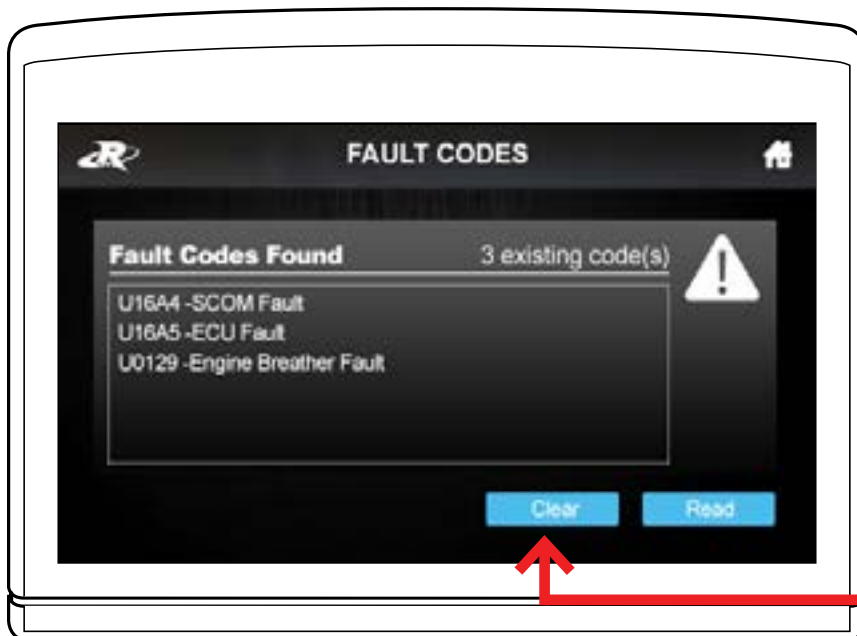 FAULT CODES
Fault Codes Found 3 existing code(s)
U16A4 -SCOM Fault
U16A5 -ECU Fault
U0129 -Engine Breather Fault
Clear Read